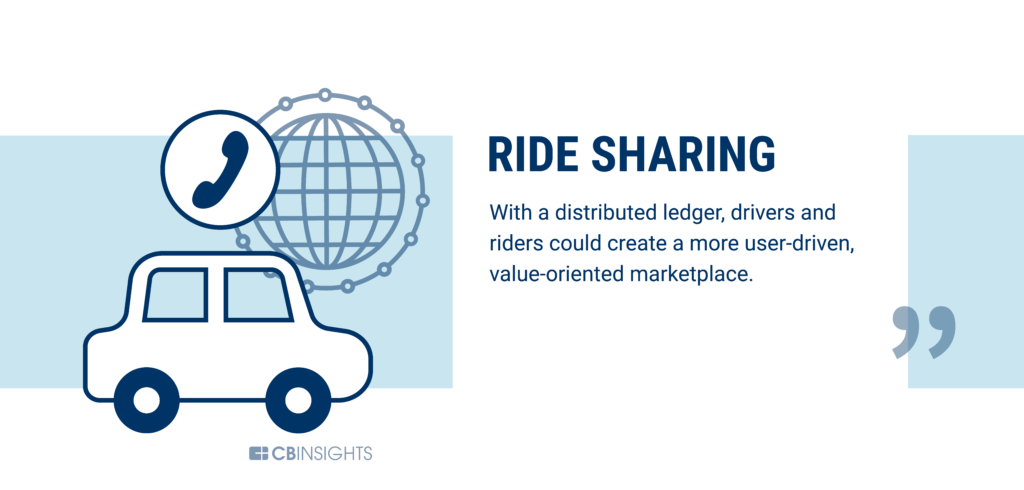 RIDE SHARING
With a distributed ledger, drivers and
riders could create a more user-driven,
value-oriented marketplace.
”
CBINSIGHTS